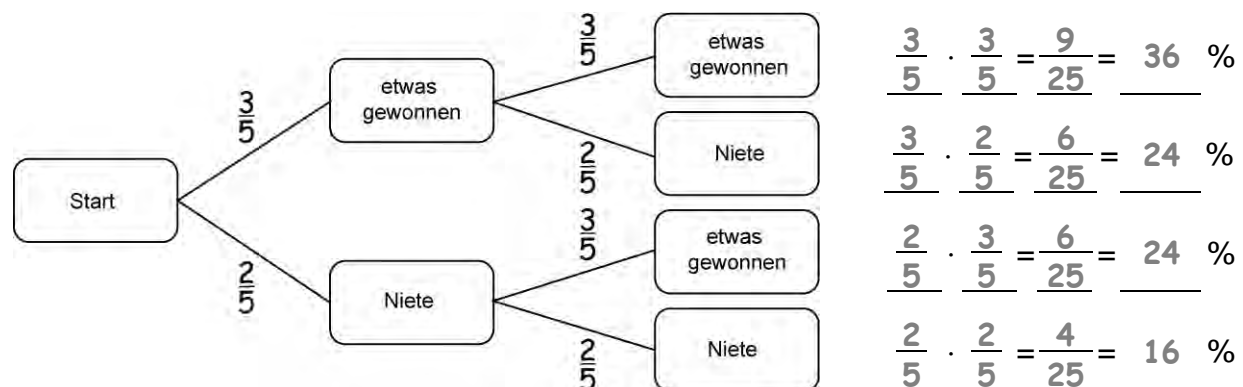 Start
3/5
2/5
etwas
gewonnen
Niete
3/5
2/5
3/5
2/5
etwas
gewonnen
Niete
etwas
gewonnen
Niete
3/5 · 3/5 = 9/25 = 36 %
3/5 · 2/5 = 6/25 = 24 %
2/5 · 3/5 = 6/25 = 24 %
2/5 · 2/5 = 4/25 = 16 %